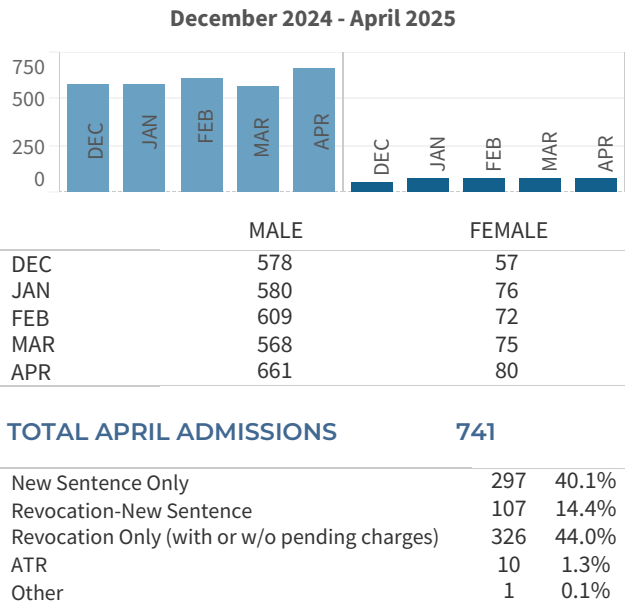 December 2024 - April 2025
750
500
250
0
DEC
JAN
FEB
MAR
APR
DEC
JAN
FEB
MAR
APR
MALE FEMALE
DEC 578 57
JAN 580 76
FEB 609 72
MAR 568 75
APR 661 80
TOTAL APRIL ADMISSIONS 741
New Sentence Only 297 40.1%
Revocation-New Sentence 107 14.4%
Revocation Only (with or w/o pending charges) 326 44.0%
ATR 10 1.3%
Other 1 0.1%